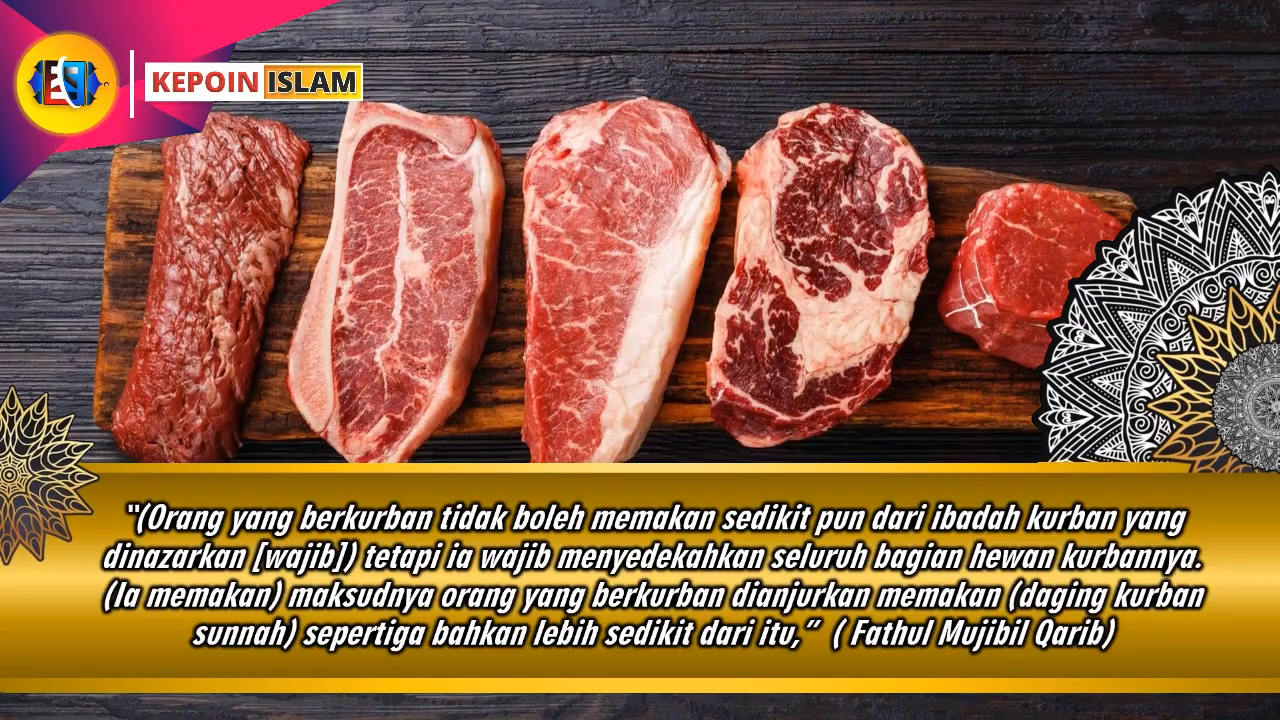 KEPOIN ISLAM
"(Orang yang berkurban tidak boleh memakan sedikit pun dari ibadah kurban yang
dinazarkan [wajib]) tetapi ia wajib menyedekahkan seluruh bagian hewan kurbannya.
(Ia memakan) maksudnya orang yang berkurban dianjurkan memakan (daging kurban
sunnah) sepertiga bahkan lebih sedikit dari itu,” ( Fathul Mujibil Qarib)